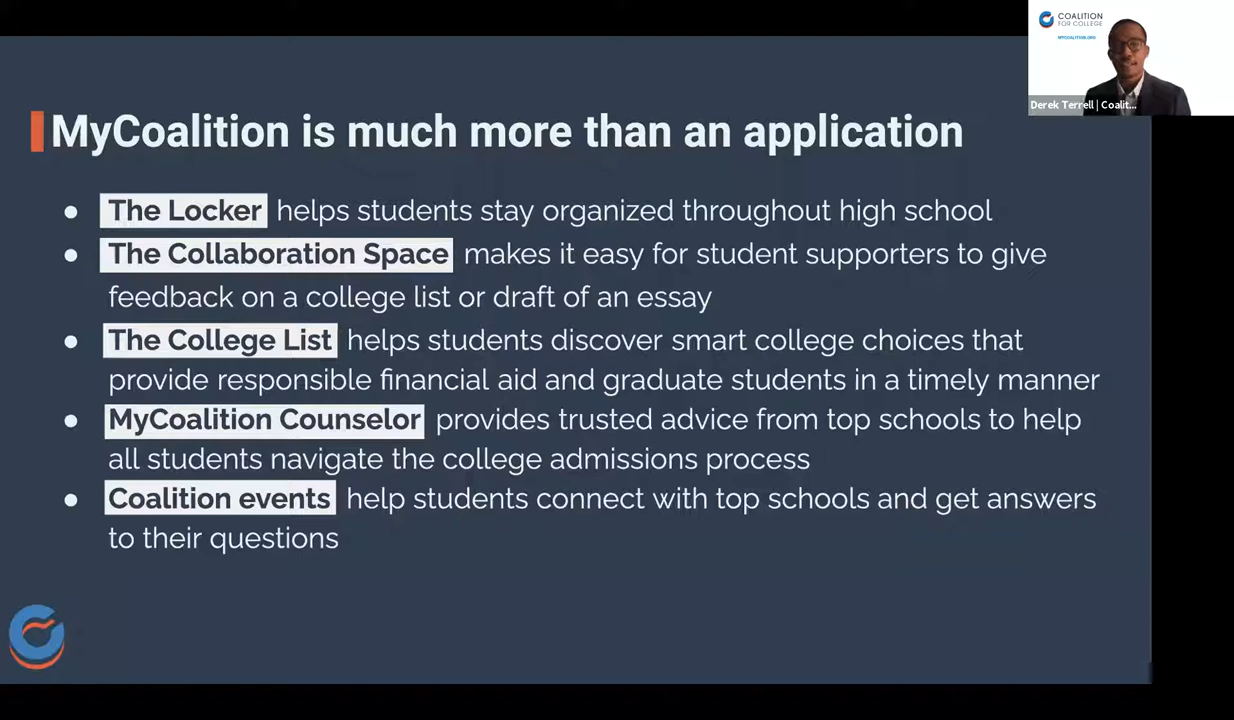 COALITION
FOR COLLEGE
MYCOALITION.ORG
Derek Terrell | Coalit...
MyCoalition is much more than an application
● The Locker helps students stay organized throughout high school
● The Collaboration Space makes it easy for student supporters to give
feedback on a college list or draft of an essay
● The College List helps students discover smart college choices that
provide responsible financial aid and graduate students in a timely manner
● MyCoalition Counselor provides trusted advice from top schools to help
all students navigate the college admissions process
● Coalition events help students connect with top schools and get answers
to their questions